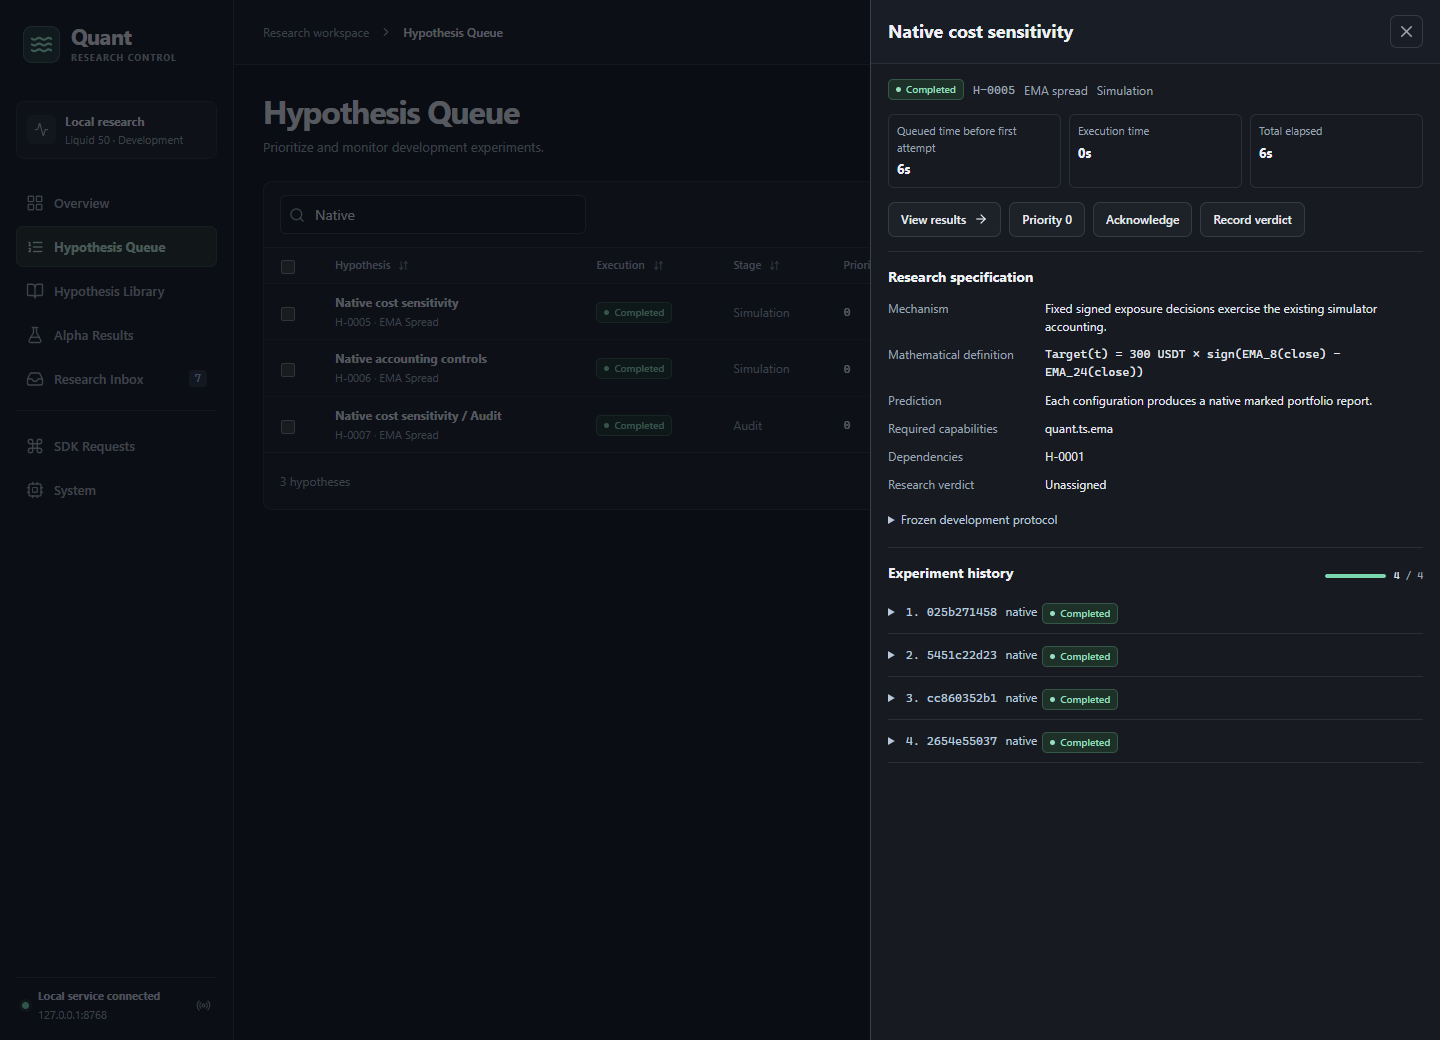 Quant
RESEARCH CONTROL
Local research
Liquid 50 · Development
Overview
Hypothesis Queue
Hypothesis Library
Alpha Results
Research Inbox 7
SDK Requests
System
Local service connected
127.0.0.1:8768
Research workspace > Hypothesis Queue
Hypothesis Queue
Prioritize and monitor development experiments.
Native
Hypothesis Execution Stage
Native cost sensitivity
H-0005 · EMA Spread
Completed Simulation 0
Native accounting controls
H-0006 · EMA Spread
Completed Simulation 0
Native cost sensitivity / Audit
H-0007 · EMA Spread
Completed Audit 0
3 hypotheses
Native cost sensitivity
Completed H-0005 EMA spread Simulation
Queued time before first
attempt
6s
Execution time
0s
Total elapsed
6s
View results → Priority 0 Acknowledge Record verdict
Research specification
Mechanism Fixed signed exposure decisions exercise the existing simulator
accounting.
Mathematical definition Target(t) = 300 USDT × sign(EMA_8(close) −
EMA_24(close))
Prediction Each configuration produces a native marked portfolio report.
Required capabilities quant.ts.ema
Dependencies H-0001
Research verdict Unassigned
Frozen development protocol
Experiment history 4 / 4
1. 025b271458 native Completed
2. 5451c22d23 native Completed
3. cc860352b1 native Completed
4. 2654e55037 native Completed